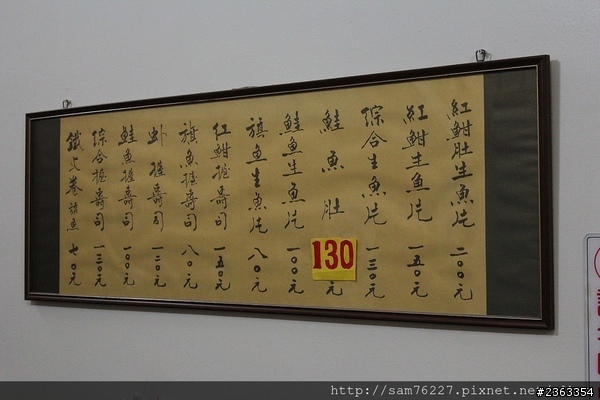 紅魽肚生魚片 二〇〇元
紅魽生魚片 一五〇元
綜合生魚片 一三〇元
鮭魚肚 130元
鮭魚生魚片 一〇〇元
旗魚生魚片 八〇元
紅魽握壽司 一五〇元
旗魚握壽司 八〇元
蝦握壽司 一二〇元
鮭魚握壽司 一〇〇元
綜合握壽司 一二〇元
鐵火卷 魚 七〇元
http://sam76227.pixnet.net/
#2363354